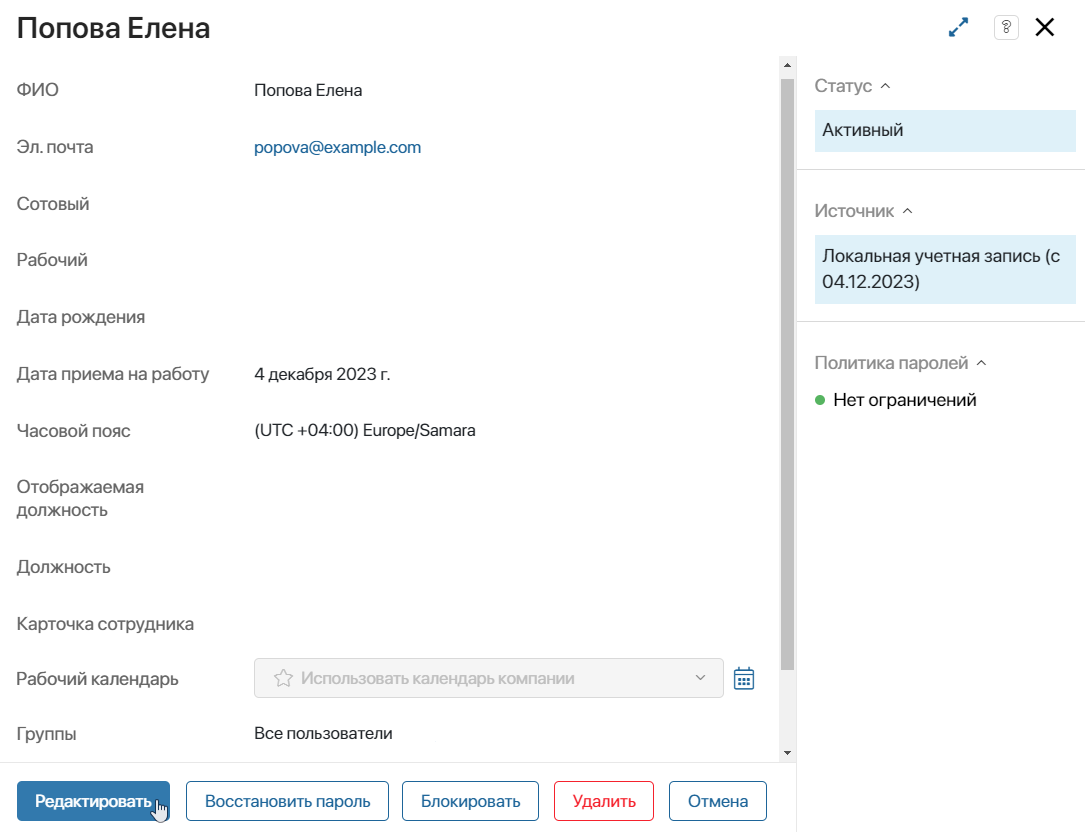 Попова Елена
?
ФИО
Попова Елена
Эл. почта
popova@example.com
Сотовый
Рабочий
Дата рождения
Дата приема на работу
4 декабря 2023 г.
Часовой пояс
(UTC +04:00) Europe/Samara
Отображаемая
должность
Должность
Карточка сотрудника
Рабочий календарь
Использовать календарь компании
Группы
Все пользователи
Редактировать
Восстановить пароль
Блокировать
Удалить
Отмена
Статус
Активный
Источник
Локальная учетная запись (с
04.12.2023)
Политика паролей
Нет ограничений